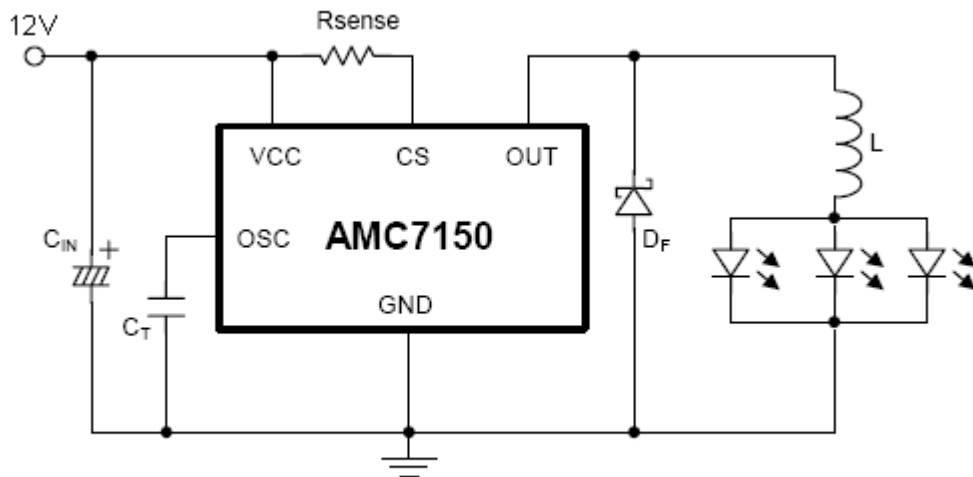 12V
Rsense
VCC
CS
OUT
L
CIN
+
OSC
AMC7150
DF
CT
GND